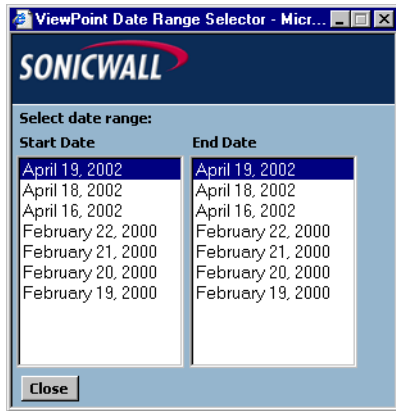 ViewPoint Date Range Selector - Micr...
SONICWALL
Select date range:
Start Date
April 19, 2002
April 18, 2002
April 16, 2002
February 22, 2000
February 21, 2000
February 20, 2000
February 19, 2000
End Date
April 19, 2002
April 18, 2002
April 16, 2002
February 22, 2000
February 21, 2000
February 20, 2000
February 19, 2000
Close